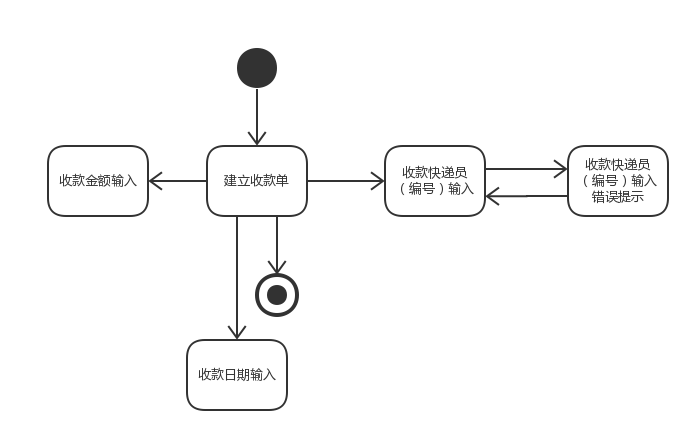 收款金额输入
建立收款单
收款快递员
（编号）输入
收款快递员
（编号）输入
错误提示
收款日期输入